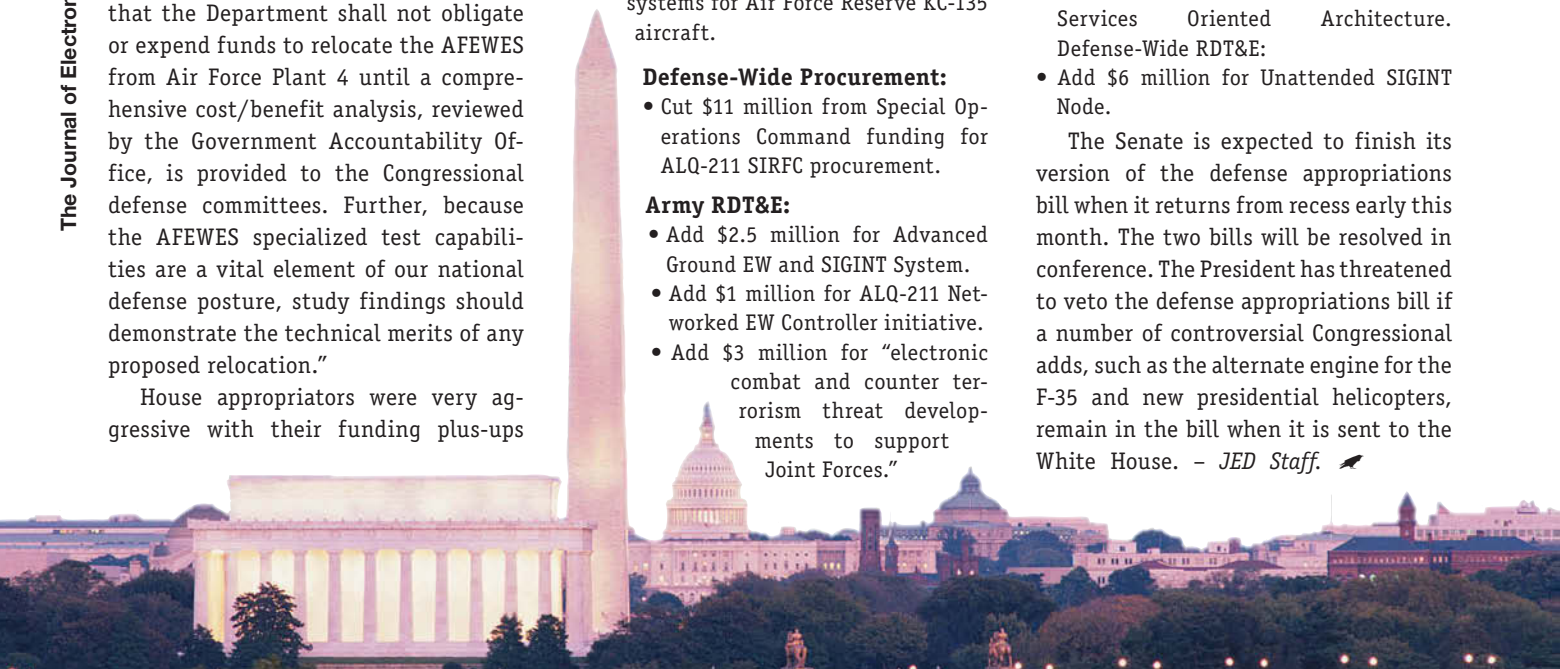 The Journal of Electron
that the Department shall not obligate
or expend funds to relocate the AFEWES
from Air Force Plant 4 until a compre-
hensive cost/benefit analysis, reviewed
by the Government Accountability Of-
fice, is provided to the Congressional
defense committees. Further, because
the AFEWES specialized test capabili-
ties are a vital element of our national
defense posture, study findings should
demonstrate the technical merits of any
proposed relocation.”
House appropriators were very ag-
gressive with their funding plus-ups
systems for Air Force Reserve KC-135
aircraft.
Defense-Wide Procurement:
• Cut $11 million from Special Op-
erations Command funding for
ALQ-211 SIRFC procurement.
Army RDT&E:
• Add $2.5 million for Advanced
Ground EW and SIGINT System.
• Add $1 million for ALQ-211 Net-
worked EW Controller initiative.
• Add $3 million for “electronic
combat and counter ter-
rorism threat develop-
ments to support
Joint Forces.”
Services Oriented Architecture.
Defense-Wide RDT&E:
• Add $6 million for Unattended SIGINT
Node.
The Senate is expected to finish its
version of the defense appropriations
bill when it returns from recess early this
month. The two bills will be resolved in
conference. The President has threatened
to veto the defense appropriations bill if
a number of controversial Congressional
adds, such as the alternate engine for the
F-35 and new presidential helicopters,
remain in the bill when it is sent to the
White House. – JED Staff.